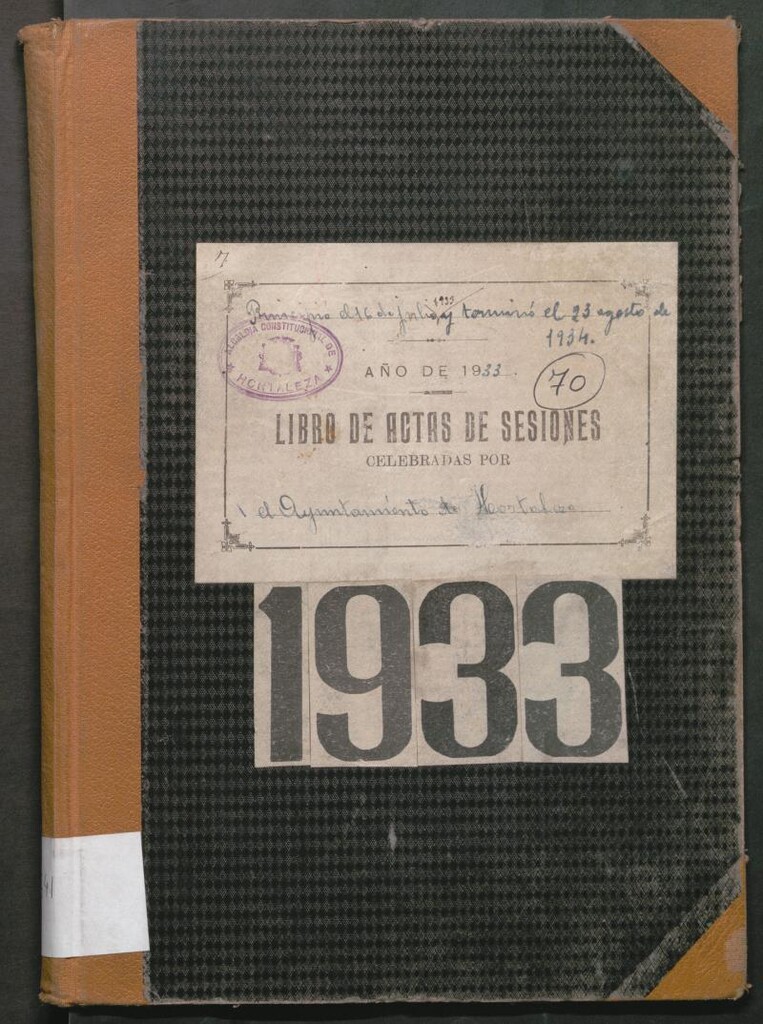 7
1933
Principió el 16 de julio y terminó el 23 agosto de
1934.
ALCALDIA CONSTITUCIONAL DE
★ HORTALEZA ★
AÑO DE 1933.
70
LIBRO DE ACTAS DE SESIONES
CELEBRADAS POR
el Ayuntamiento de Hortaleza
1933